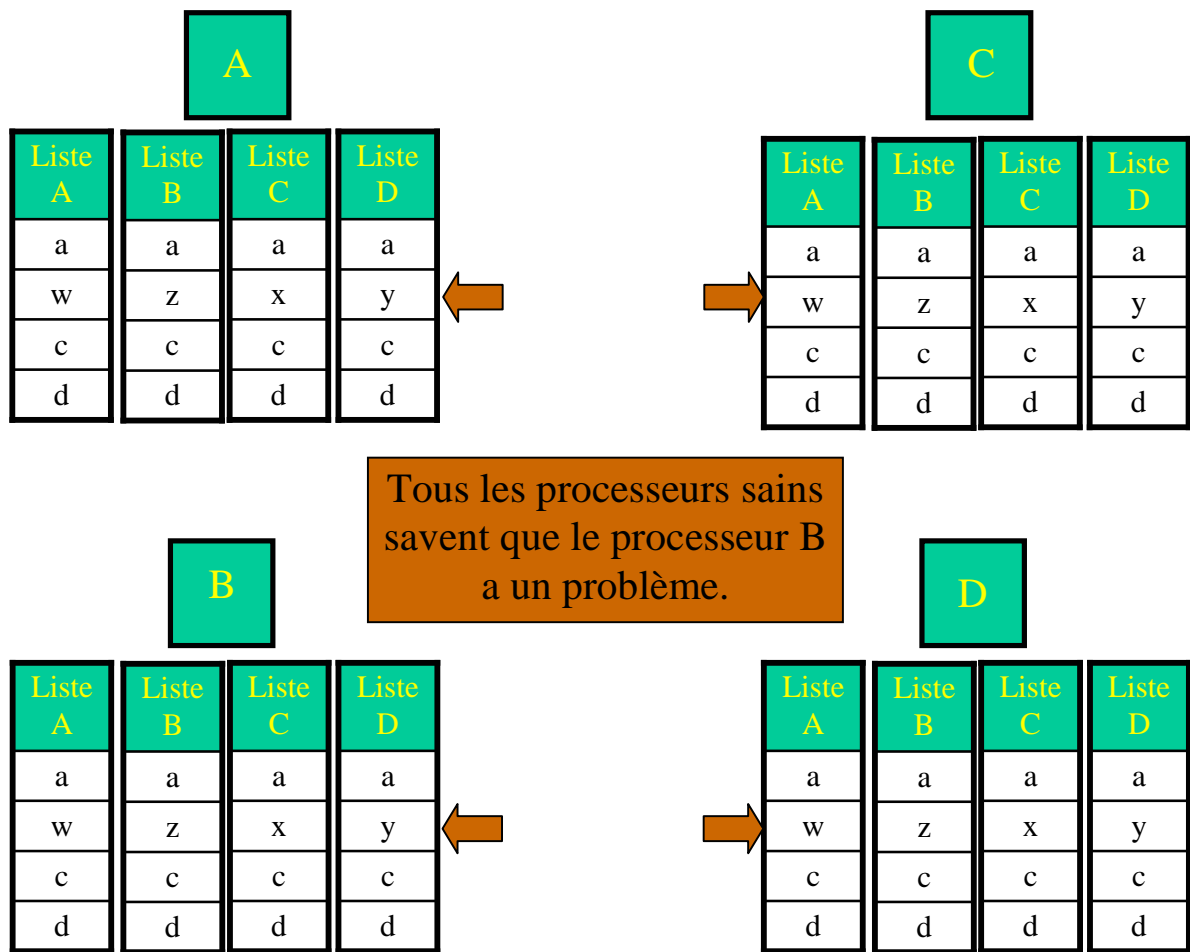 A
C
Liste A | Liste B | Liste C | Liste D
a | a | a | a
w | z | x | y
c | c | c | c
d | d | d | d
Liste A | Liste B | Liste C | Liste D
a | a | a | a
w | z | x | y
c | c | c | c
d | d | d | d
Tous les processeurs sains
savent que le processeur B
a un problème.
B
D
Liste A | Liste B | Liste C | Liste D
a | a | a | a
w | z | x | y
c | c | c | c
d | d | d | d
Liste A | Liste B | Liste C | Liste D
a | a | a | a
w | z | x | y
c | c | c | c
d | d | d | d